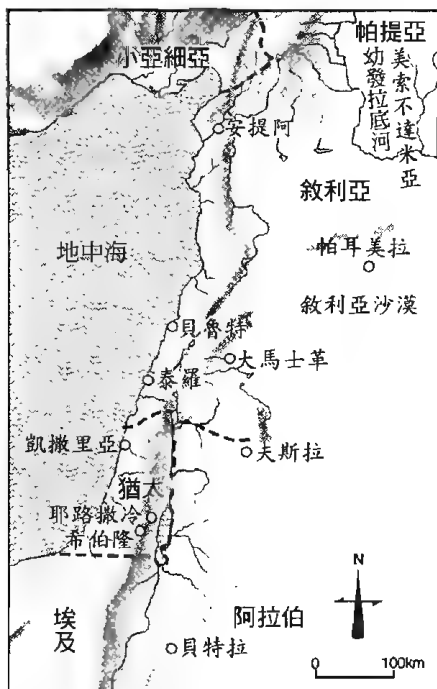 小亞細亞
帕提亞
美索不達米亞
幼發拉底河
安提阿
敘利亞
地中海
帕耳美拉
敘利亞沙漠
貝魯特
大馬士革
泰羅
凱撒里亞
夫斯拉
猶大
耶路撒冷
希伯隆
N
埃及
阿拉伯
貝特拉
0 100km